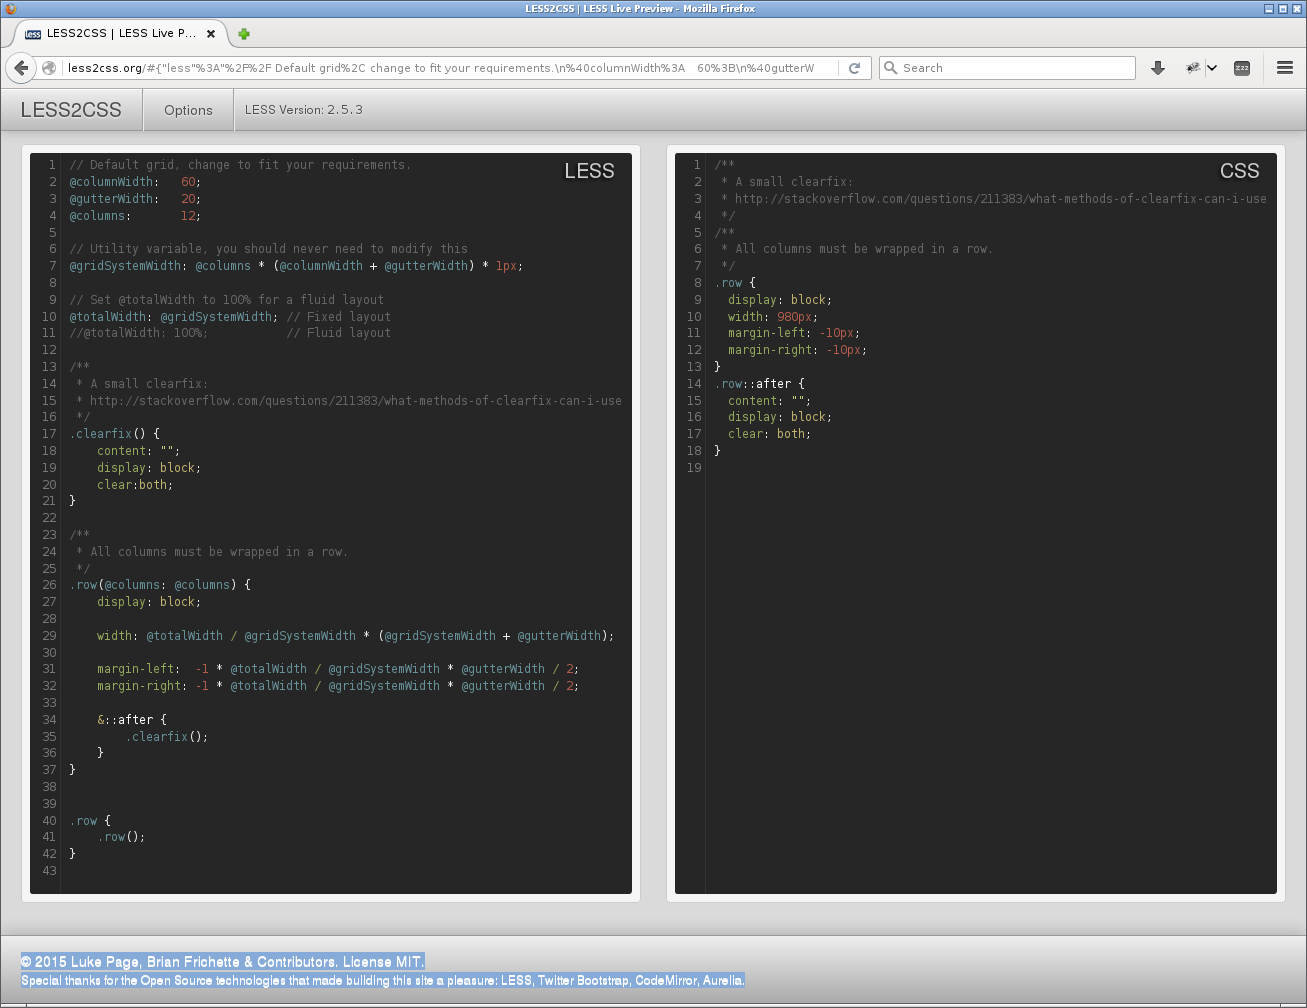 LESS2CSS | LESS Live Preview - Mozilla Firefox
less LESS2CSS | LESS Live P...
less2css.org/#{"less"%3A"%2F%2F Default grid%2C change to fit your requirements.\n%40columnWidth%3A   60%3B\n%40gutterW
Search
zzz
LESS2CSS Options LESS Version: 2.5.3
LESS
1 // Default grid, change to fit your requirements.
2 @columnWidth:   60;
3 @gutterWidth:   20;
4 @columns:       12;
5
6 // Utility variable, you should never need to modify this
7 @gridSystemWidth: @columns * (@columnWidth + @gutterWidth) * 1px;
8
9 // Set @totalWidth to 100% for a fluid layout
10 @totalWidth: @gridSystemWidth; // Fixed layout
11 //@totalWidth: 100%;           // Fluid layout
12
13 /**
14  * A small clearfix:
15  * http://stackoverflow.com/questions/211383/what-methods-of-clearfix-can-i-use
16  */
17 .clearfix() {
18     content: "";
19     display: block;
20     clear:both;
21 }
22
23 /**
24  * All columns must be wrapped in a row.
25  */
26 .row(@columns: @columns) {
27     display: block;
28
29     width: @totalWidth / @gridSystemWidth * (@gridSystemWidth + @gutterWidth);
30
31     margin-left:  -1 * @totalWidth / @gridSystemWidth * @gutterWidth / 2;
32     margin-right: -1 * @totalWidth / @gridSystemWidth * @gutterWidth / 2;
33
34     &::after {
35         .clearfix();
36     }
37 }
38
39
40 .row {
41     .row();
42 }
43
CSS
1 /**
2  * A small clearfix:
3  * http://stackoverflow.com/questions/211383/what-methods-of-clearfix-can-i-use
4  */
5 /**
6  * All columns must be wrapped in a row.
7  */
8 .row {
9   display: block;
10   width: 980px;
11   margin-left: -10px;
12   margin-right: -10px;
13 }
14 .row::after {
15   content: "";
16   display: block;
17   clear: both;
18 }
19
© 2015 Luke Page, Brian Frichette & Contributors. License MIT.
Special thanks for the Open Source technologies that made building this site a pleasure: LESS, Twitter Bootstrap, CodeMirror, Aurelia.